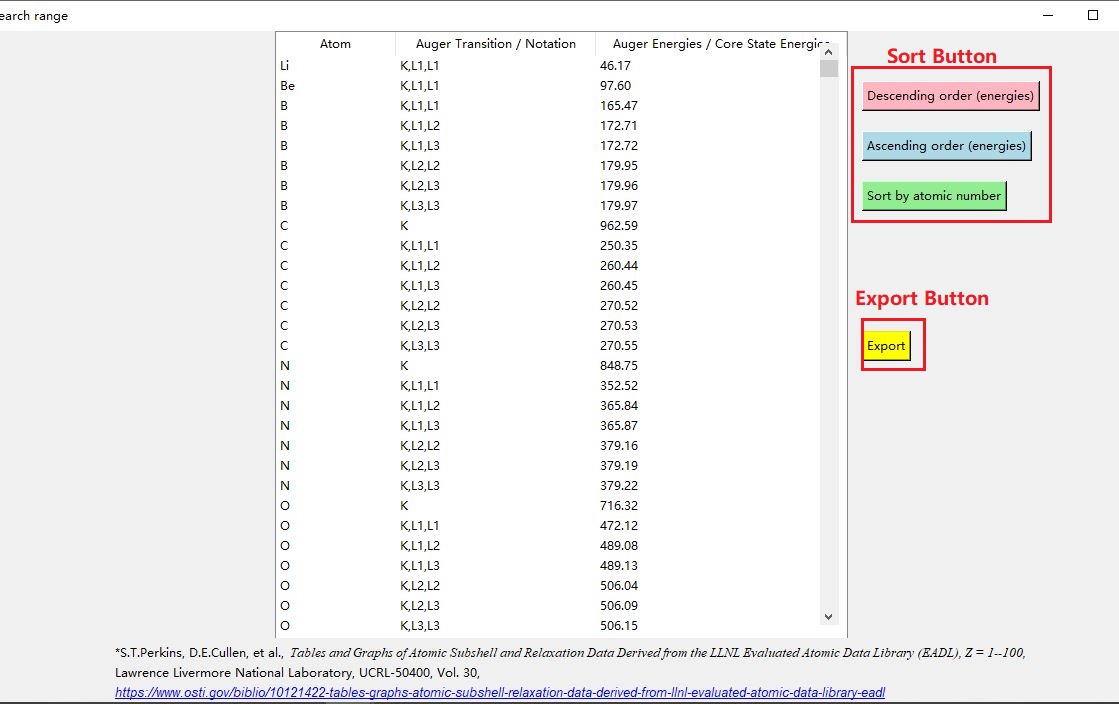 earch range
Atom Auger Transition / Notation Auger Energies / Core State Energies
Sort Button
Li K,L1,L1 46.17
Be K,L1,L1 97.60
Descending order (energies)
B K,L1,L1 165.47
B K,L1,L2 172.71
B K,L1,L3 172.72
Ascending order (energies)
B K,L2,L2 179.95
B K,L2,L3 179.96
Sort by atomic number
B K,L3,L3 179.97
C K 962.59
C K,L1,L1 250.35
C K,L1,L2 260.44
C K,L1,L3 260.45
Export Button
C K,L2,L2 270.52
C K,L2,L3 270.53
C K,L3,L3 270.55
Export
N K 848.75
N K,L1,L1 352.52
N K,L1,L2 365.84
N K,L1,L3 365.87
N K,L2,L2 379.16
N K,L2,L3 379.19
N K,L3,L3 379.22
O K 716.32
O K,L1,L1 472.12
O K,L1,L2 489.08
O K,L1,L3 489.13
O K,L2,L2 506.04
O K,L2,L3 506.09
O K,L3,L3 506.15
*S.T.Perkins, D.E.Cullen, et al., Tables and Graphs of Atomic Subshell and Relaxation Data Derived from the LLNL Evaluated Atomic Data Library (EADL), Z = 1--100,
Lawrence Livermore National Laboratory, UCRL-50400, Vol. 30,
https://www.osti.gov/biblio/10121422-tables-graphs-atomic-subshell-relaxation-data-derived-from-llnl-evaluated-atomic-data-library-eadl